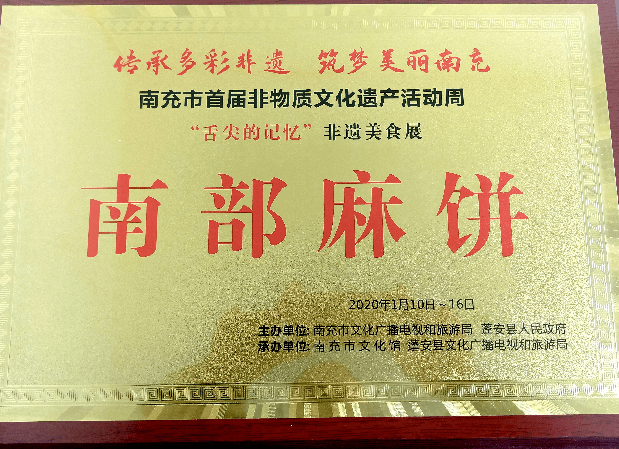 传承多彩非遗 筑梦美丽南充
南充市首届非物质文化遗产活动周
“舌尖的记忆”非遗美食展
南部麻饼
2020年1月10日~16日
主办单位:南充市文化广播电视和旅游局 蓬安县人民政府
承办单位:南充市文化馆 蓬安县文化广播电视和旅游局